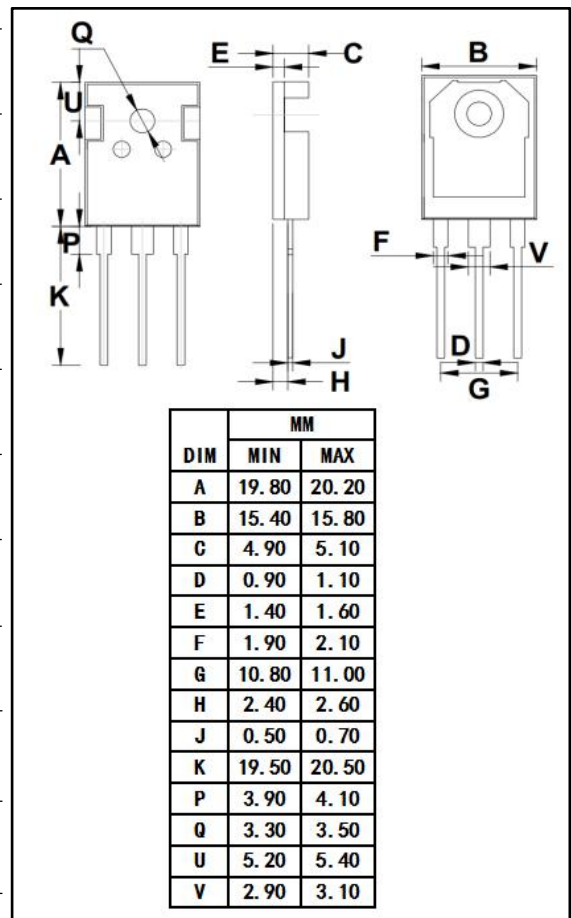 Q
E
C
B
U
A
P
K
F
V
J
D
H
G
MM
DIM MIN MAX
A 19.80 20.20
B 15.40 15.80
C 4.90 5.10
D 0.90 1.10
E 1.40 1.60
F 1.90 2.10
G 10.80 11.00
H 2.40 2.60
J 0.50 0.70
K 19.50 20.50
P 3.90 4.10
Q 3.30 3.50
U 5.20 5.40
V 2.90 3.10